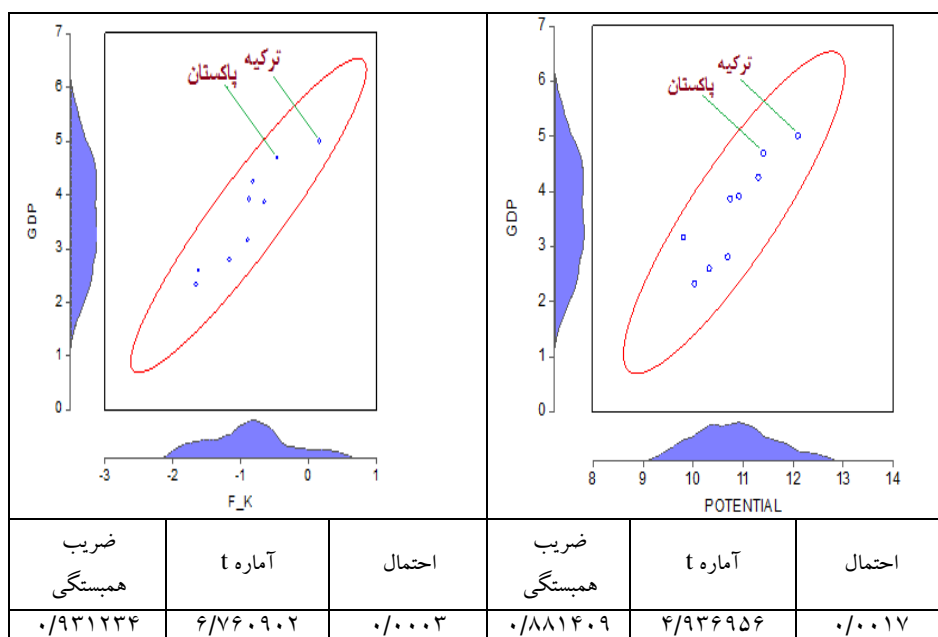 7
6
5
4
3
2
1
0
GDP
ترکیه
پاکستان
-3 -2 -1 0 1
F_K
7
6
5
4
3
2
1
0
GDP
ترکیه
پاکستان
8 9 10 11 12 13 14
POTENTIAL
ضریب همبستگی
آماره t
احتمال
ضریب همبستگی
آماره t
احتمال
۰/۹۳۱۲۳۴
۶/۷۶۰۹۰۲
۰/۰۰۰۳
۰/۸۸۱۴۰۹
۴/۹۳۶۹۵۶
۰/۰۰۱۷